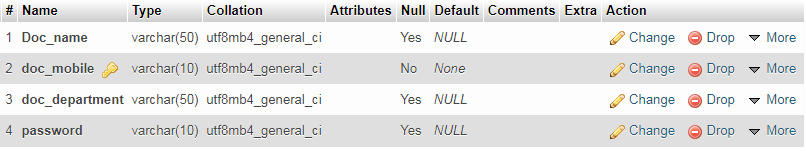 # Name Type Collation Attributes Null Default Comments Extra Action
1 Doc_name varchar(50) utf8mb4_general_ci Yes NULL Change Drop More
2 doc_mobile varchar(10) utf8mb4_general_ci No None Change Drop More
3 doc_department varchar(50) utf8mb4_general_ci Yes NULL Change Drop More
4 password varchar(10) utf8mb4_general_ci Yes NULL Change Drop More